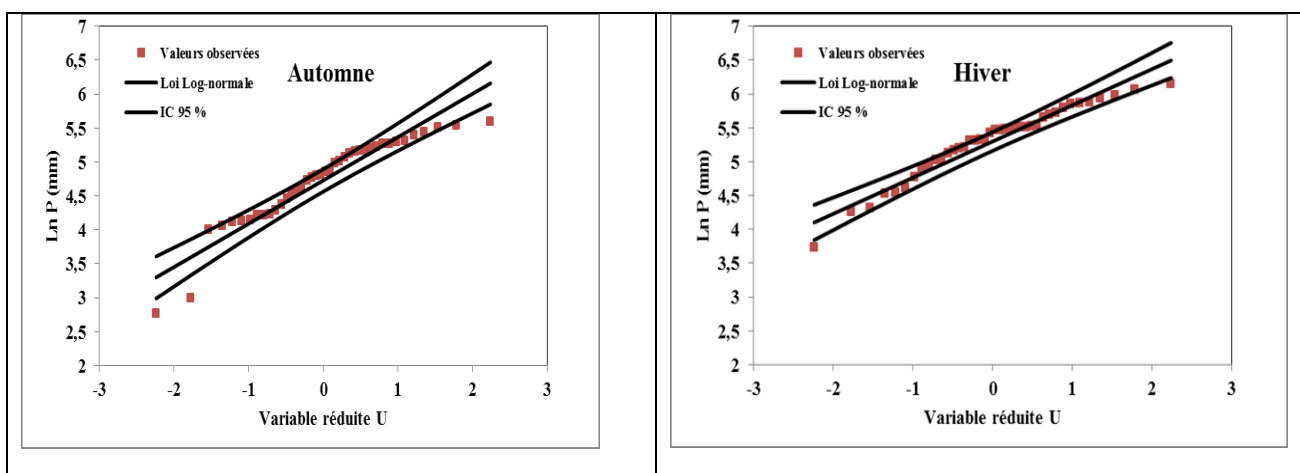 Automne
Valeurs observées
Loi Log-normale
IC 95 %
Ln P (mm)
7
6,5
6
5,5
5
4,5
4
3,5
3
2,5
2
-3 -2 -1 0 1 2 3
Variable réduite U
Hiver
Valeurs observées
Loi Log-normale
IC 95 %
Ln P (mm)
7
6,5
6
5,5
5
4,5
4
3,5
3
2,5
2
-3 -2 -1 0 1 2 3
Variable réduite U